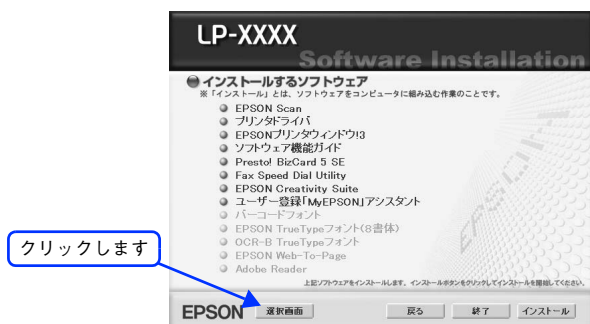 LP-XXXX
Software Installation
インストールするソフトウェア
※「インストール」とは、ソフトウェアをコンピュータに組み込む作業のことです。
EPSON Scan
プリンタドライバ
EPSONプリンタウィンドウ!3
ソフトウェア機能ガイド
Presto! BizCard 5 SE
Fax Speed Dial Utility
EPSON Creativity Suite
ユーザー登録「MyEPSON」アシスタント
バーコードフォント
EPSON TrueTypeフォント(8書体)
OCR-B TrueTypeフォント
EPSON Web-To-Page
Adobe Reader
クリックします
上記ソフトウェアをインストールします。インストールボタンをクリックしてインストールを開始してください。
EPSON 選択画面 戻る 終了 インストール
EPSON